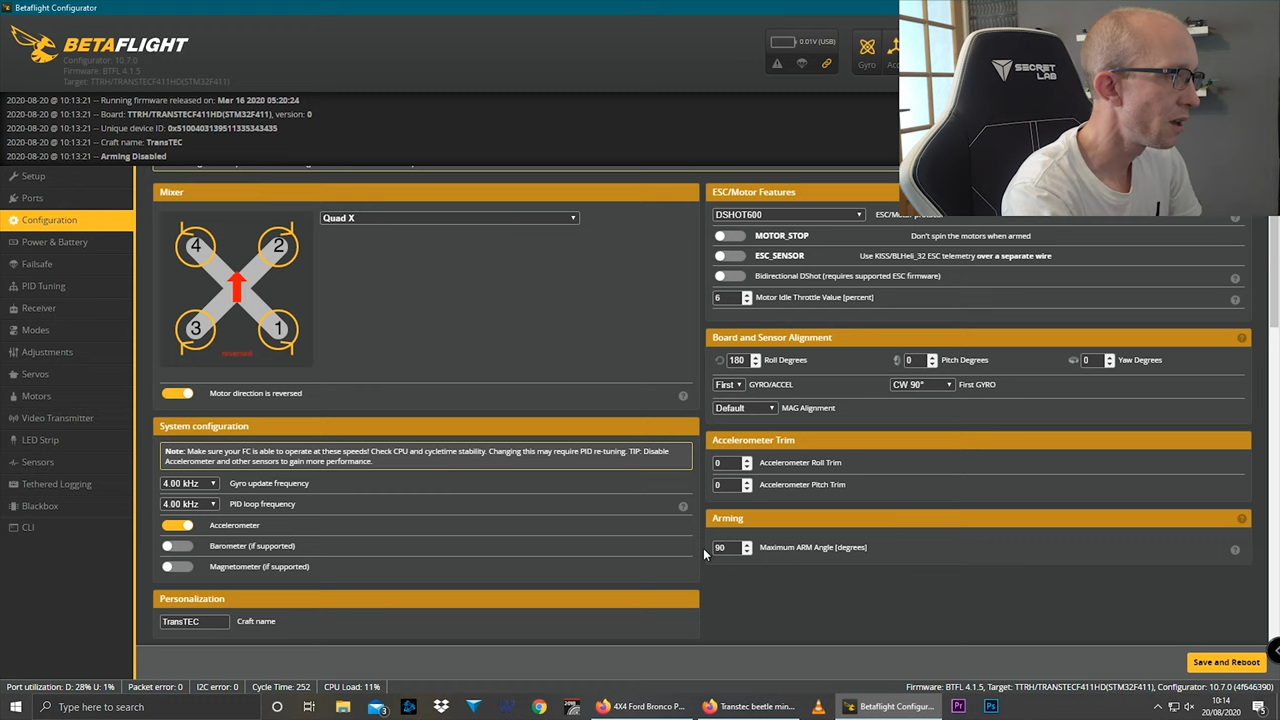 Betaflight Configurator
BETAFLIGHT
Configurator: 10.7.0
Firmware: BTFL 4.1.5
Target: TTRH/TRANSTECF411HD(STM32F411)
0.01V (USB)
Gyro
2020-08-20 @ 10:13:21 -- Running firmware released on: Mar 16 2020 05:20:24
2020-08-20 @ 10:13:21 -- Board: TTRH/TRANSTECF411HD(STM32F411), version: 0
2020-08-20 @ 10:13:21 -- Unique device ID: 0x5100403139511335343435
2020-08-20 @ 10:13:21 -- Craft name: TransTEC
2020-08-20 @ 10:13:21 -- Arming Disabled
SECRET
LAB
Setup
Ports
Configuration
Power & Battery
Failsafe
PID Tuning
Receiver
Modes
Adjustments
Servos
Motors
Video Transmitter
LED Strip
Sensors
Tethered Logging
Blackbox
CLI
Mixer
Quad X
4
2
3
1
reversed
Motor direction is reversed
System configuration
Note: Make sure your FC is able to operate at these speeds! Check CPU and cycletime stability. Changing this may require PID re-tuning. TIP: Disable
Accelerometer and other sensors to gain more performance.
4.00 kHz Gyro update frequency
4.00 kHz PID loop frequency
Accelerometer
Barometer (if supported)
Magnetometer (if supported)
Personalization
TransTEC Craft name
ESC/Motor Features
DSHOT600
MOTOR_STOP Don't spin the motors when armed
ESC_SENSOR Use KISS/BLHeli_32 ESC telemetry over a separate wire
Bidirectional DShot (requires supported ESC firmware)
6 Motor Idle Throttle Value [percent]
Board and Sensor Alignment
180 Roll Degrees 0 Pitch Degrees 0 Yaw Degrees
First GYRO/ACCEL CW 90° First GYRO
Default MAG Alignment
Accelerometer Trim
0 Accelerometer Roll Trim
0 Accelerometer Pitch Trim
Arming
90 Maximum ARM Angle [degrees]
Save and Reboot
Port utilization: D: 28% U: 1% Packet error: 0 I2C error: 0 Cycle Time: 252 CPU Load: 11% Firmware: BTFL 4.1.5, Target: TTRH/TRANSTECF411HD(STM32F411), Configurator: 10.7.0 (4f646390)
Type here to search
4X4 Ford Bronco P...
Transtec beetle min...
Betaflight Configur...
Pr
Ps
10:14
20/08/2020